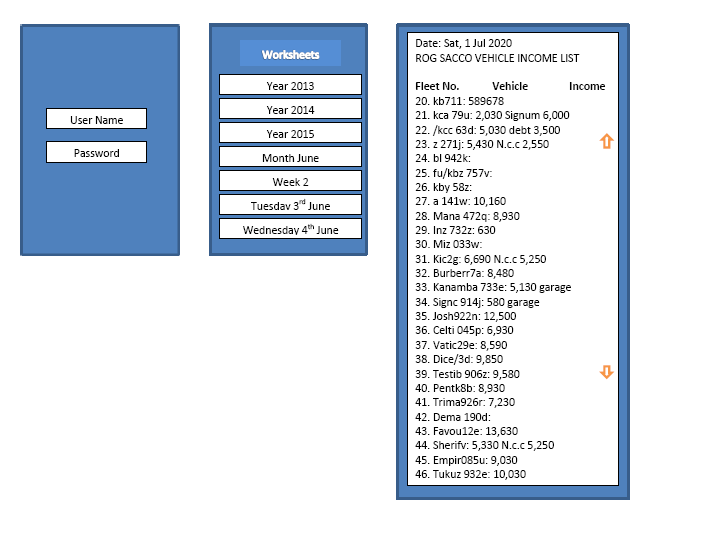 User Name
Password
Worksheets
Year 2013
Year 2014
Year 2015
Month June
Week 2
Tuesday 3rd June
Wednesday 4th June
Date: Sat, 1 Jul 2020
ROG SACCO VEHICLE INCOME LIST
Fleet No. Vehicle Income
20. kb711: 589678
21. kca 79u: 2,030 Signum 6,000
22. /kcc 63d: 5,030 debt 3,500
23. z 271j: 5,430 N.c.c 2,550
24. bl 942k:
25. fu/kbz 757v:
26. kby 58z:
27. a 141w: 10,160
28. Mana 472q: 8,930
29. Inz 732z: 630
30. Miz 033w:
31. Kic2g: 6,690 N.c.c 5,250
32. Burberr7a: 8,480
33. Kanamba 733e: 5,130 garage
34. Signc 914j: 580 garage
35. Josh922n: 12,500
36. Celti 045p: 6,930
37. Vatic29e: 8,590
38. Dice/3d: 9,850
39. Testib 906z: 9,580
40. Pentk8b: 8,930
41. Trima926r: 7,230
42. Dema 190d:
43. Favou12e: 13,630
44. Sherifv: 5,330 N.c.c 5,250
45. Empir085u: 9,030
46. Tukuz 932e: 10,030